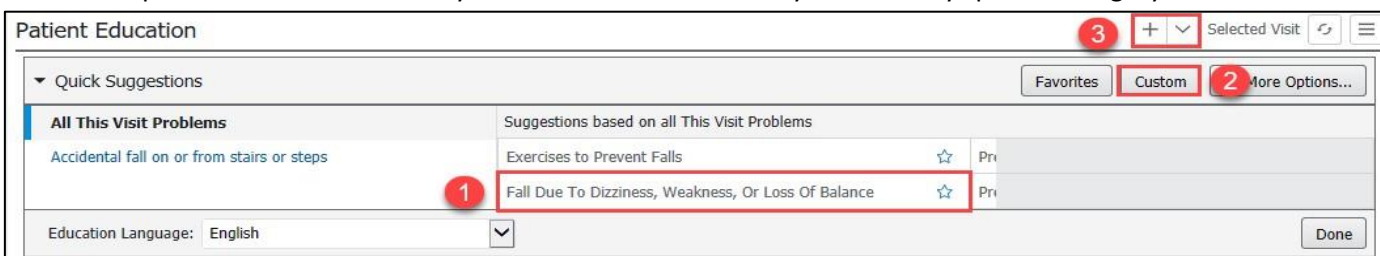 Patient Education 3 + Selected Visit
Quick Suggestions Favorites Custom 2 More Options...
All This Visit Problems Suggestions based on all This Visit Problems
Accidental fall on or from stairs or steps Exercises to Prevent Falls
1 Fall Due To Dizziness, Weakness, Or Loss Of Balance
Education Language: English Done